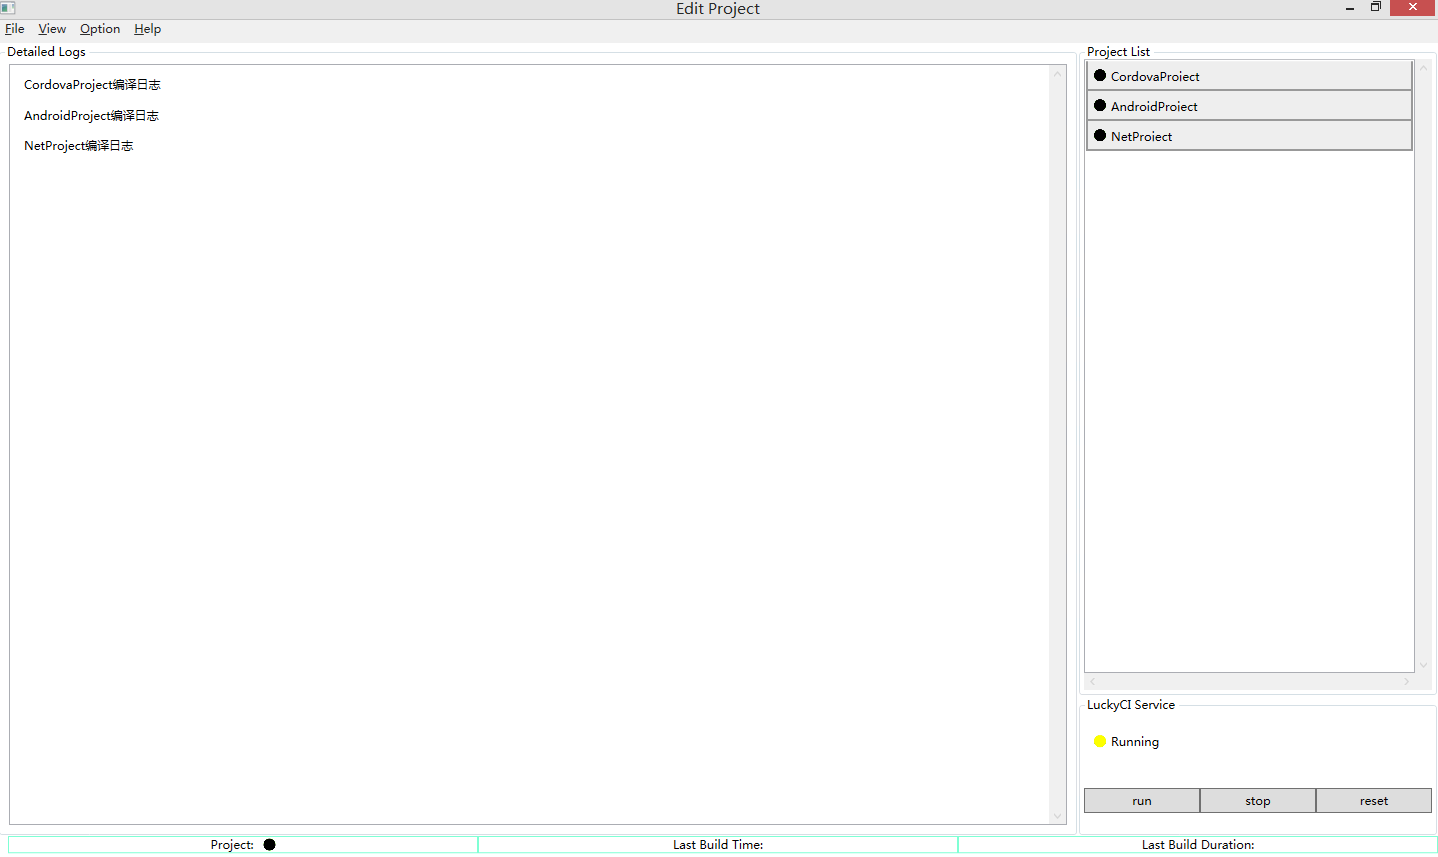 Edit Project
File View Option Help
Detailed Logs
CordovaProject编译日志
AndroidProject编译日志
NetProject编译日志
Project List
CordovaProject
AndroidProject
NetProject
LuckyCI Service
Running
run stop reset
Project: Last Build Time: Last Build Duration: